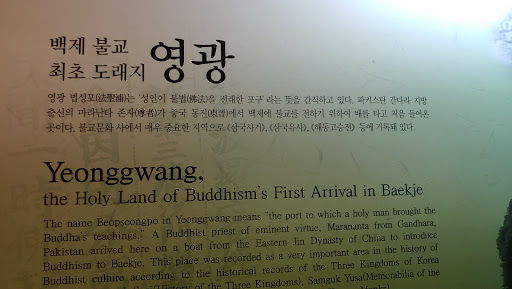 백제 불교
최초 도래지 영광
영광 법성포(法聖浦)는 '성인이 불법(佛法)을 전래한 포구'라는 뜻을 간직하고 있다. 파키스탄 간다라 지방
출신의 마라난타 존자(尊者)가 중국 동진(東晉)에서 백제에 불교를 전하기 위하여 배를 타고 처음 들어온
곳이다. 불교문화 사에서 매우 중요한 지역으로 《삼국사기》, 《삼국유사》, 《해동고승전》 등에 기록돼 있다.
Yeonggwang,
the Holy Land of Buddhism's First Arrival in Baekje
The name Beopseongpo in Yeonggwang means "the port to which a holy man brought the
Buddha's teachings." A Buddhist priest of eminent virtue, Marananta from Gandhara,
Pakistan arrived here on a boat from the Eastern Jin Dynasty of China to introduce
Buddhism to Baekje. This place was recorded as a very important area in the history of
Buddhist culture according to the historical records of the Three Kingdoms of Korea
(History of the Three Kingdoms), Samguk Yusa(Memorabilia of the